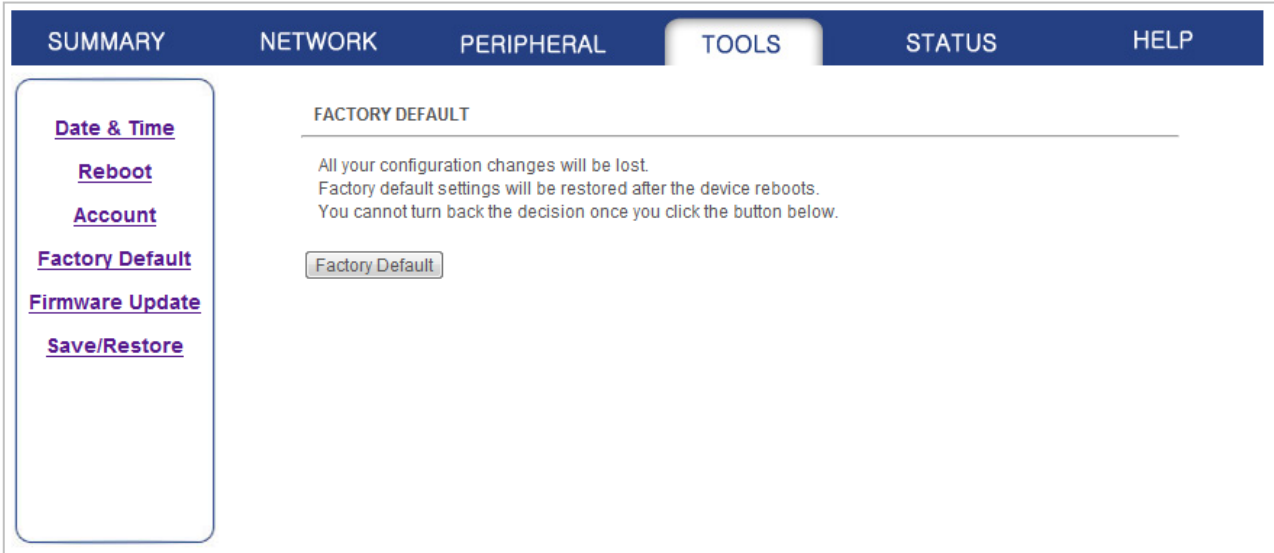 SUMMARY NETWORK PERIPHERAL TOOLS STATUS HELP
Date & Time
Reboot
Account
Factory Default
Firmware Update
Save/Restore
FACTORY DEFAULT
All your configuration changes will be lost.
Factory default settings will be restored after the device reboots.
You cannot turn back the decision once you click the button below.
Factory Default